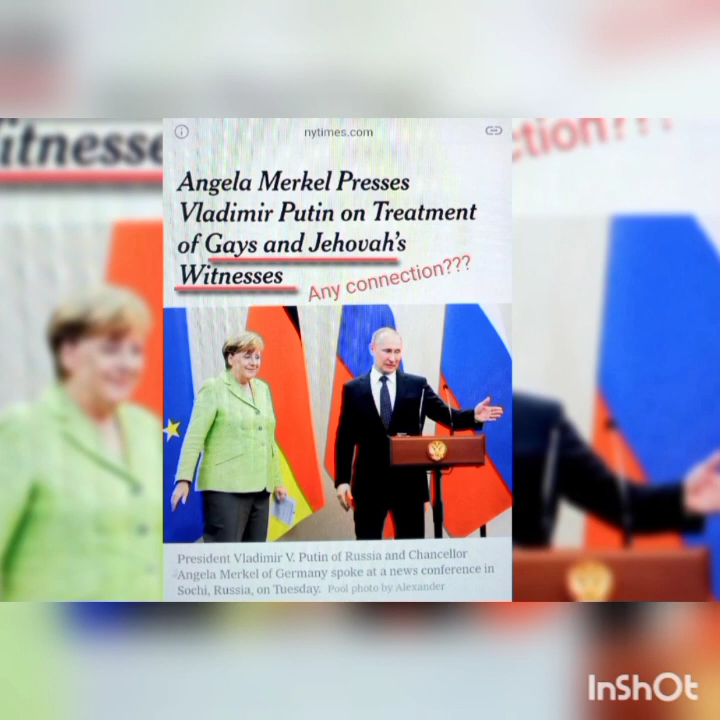 itnesse
ction???
nytimes.com
Angela Merkel Presses
Vladimir Putin on Treatment
of Gays and Jehovah's
Witnesses
Any connection???
President Vladimir V. Putin of Russia and Chancellor
Angela Merkel of Germany spoke at a news conference in
Sochi, Russia, on Tuesday. Pool photo by Alexander
InShOt